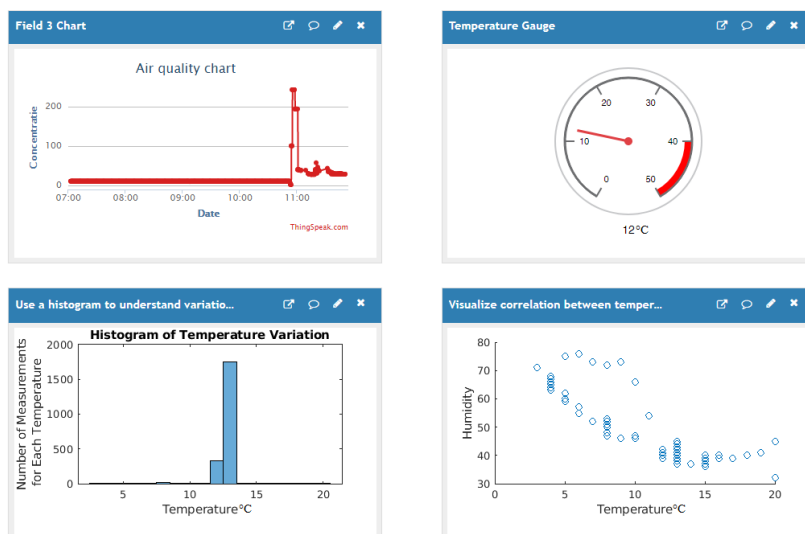 Field 3 Chart
Air quality chart
Concentratie
200
100
0
07:00 08:00 09:00 10:00 11:00
Date
ThingSpeak.com
Temperature Gauge
20 30
10 40
0 50
12°C
Use a histogram to understand variatio...
Histogram of Temperature Variation
Number of Measurements
for Each Temperature
2000
1500
1000
500
0
5 10 15 20
Temperature°C
Visualize correlation between temper...
Humidity
80
70
60
50
40
30
0 5 10 15 20
Temperature°C